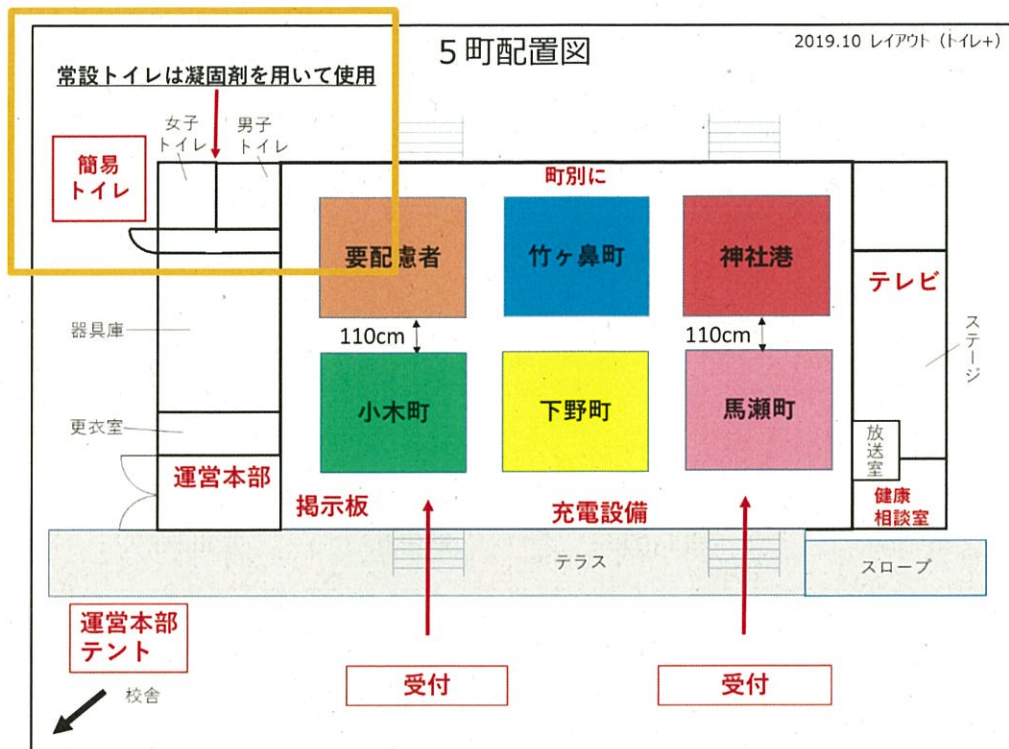 5町配置図
2019.10 レイアウト（トイレ+）
常設トイレは凝固剤を用いて使用
女子
トイレ
男子
トイレ
簡易
トイレ
町別に
要配慮者
竹ヶ鼻町
神社港
テレビ
器具庫
110cm
110cm
ステージ
小木町
下野町
馬瀬町
更衣室
放送室
運営本部
掲示板
充電設備
健康
相談室
テラス
スロープ
運営本部
テント
受付
受付
校舎